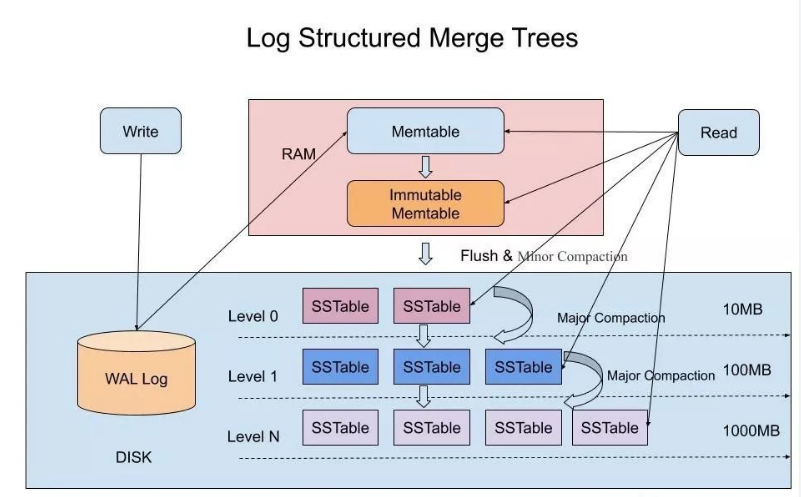 Log Structured Merge Trees
Write
Memtable
Read
RAM
Immutable
Memtable
Flush & Minor Compaction
Level 0
SSTable
SSTable
Major Compaction
10MB
WAL Log
Level 1
SSTable
SSTable
SSTable
Major Compaction
100MB
Level N
SSTable
SSTable
SSTable
SSTable
1000MB
DISK